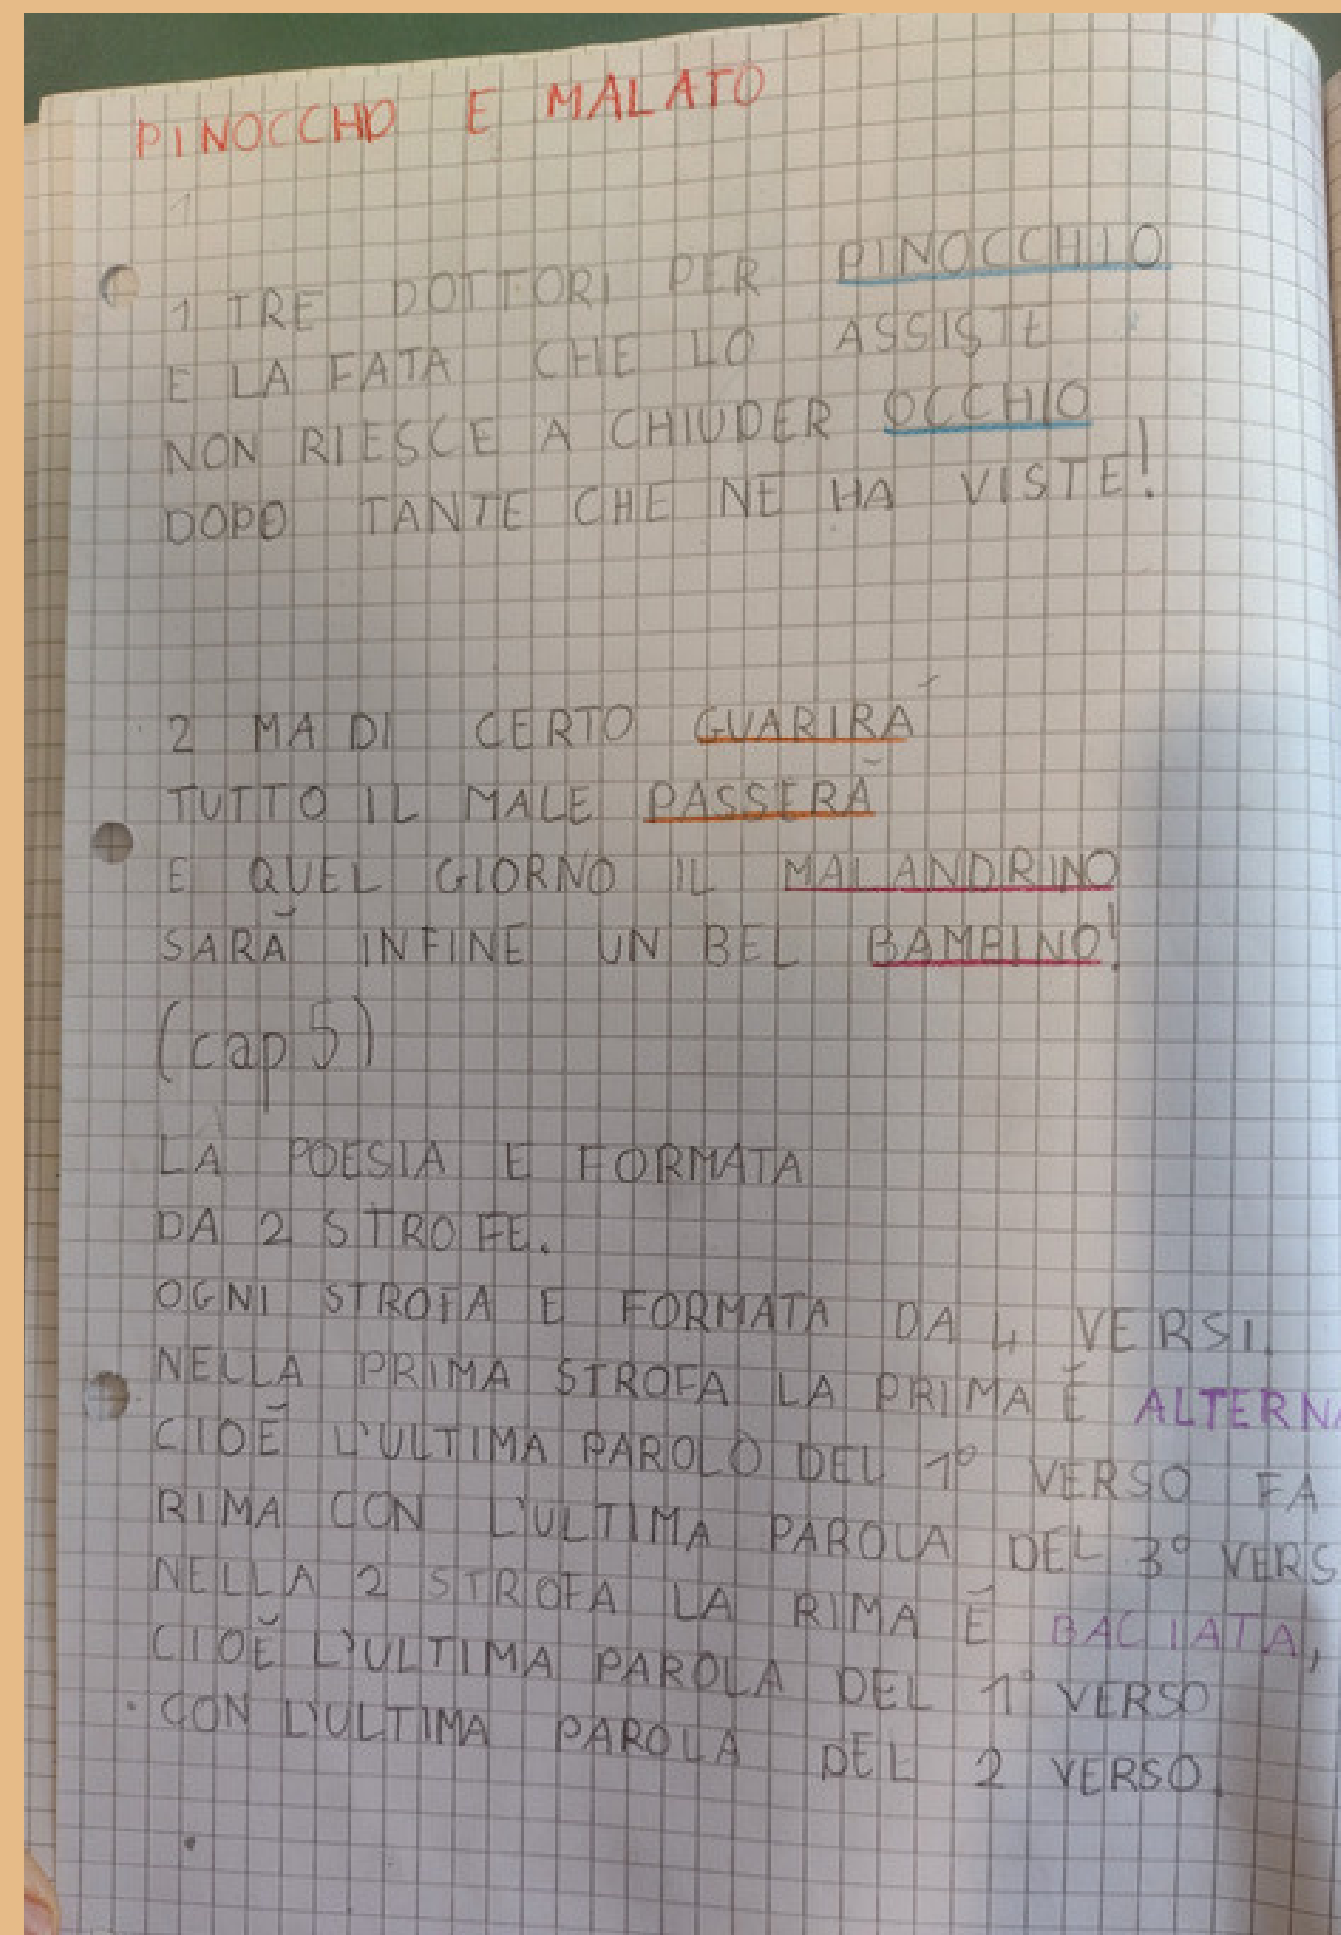 PINOCCHO E MALATO
1
1 TRE DOTTORI PER PINOCCHIO
E LA FATA CHE LO ASSISTE
NON RIESCE A CHIUDER OCCHIO
DOPO TANTE CHE NE HA VISTE!
2 MA DI CERTO GUARIRÁ
TUTTO IL MALE PASSERÀ
E QUEL GIORNO IL MALANDRINO
SARÀ INFINE UN BEL BAMBINO!
(cap 5)
LA POESIA E FORMATA
DA 2 STROFE.
OGNI STROFA E FORMATA DA 4 VERSI.
NELLA PRIMA STROFA LA PRIMA É ALTERNA
CIOÈ L'ULTIMA PAROLO DEL 1° VERSO FA
RIMA CON L'ULTIMA PAROLA DEL 3° VERS
NELLA 2 STROFA LA RIMA É BACIATA,
CIOÈ L'ULTIMA PAROLA DEL 1° VERSO
CON L'ULTIMA PAROLA DEL 2 VERSO.